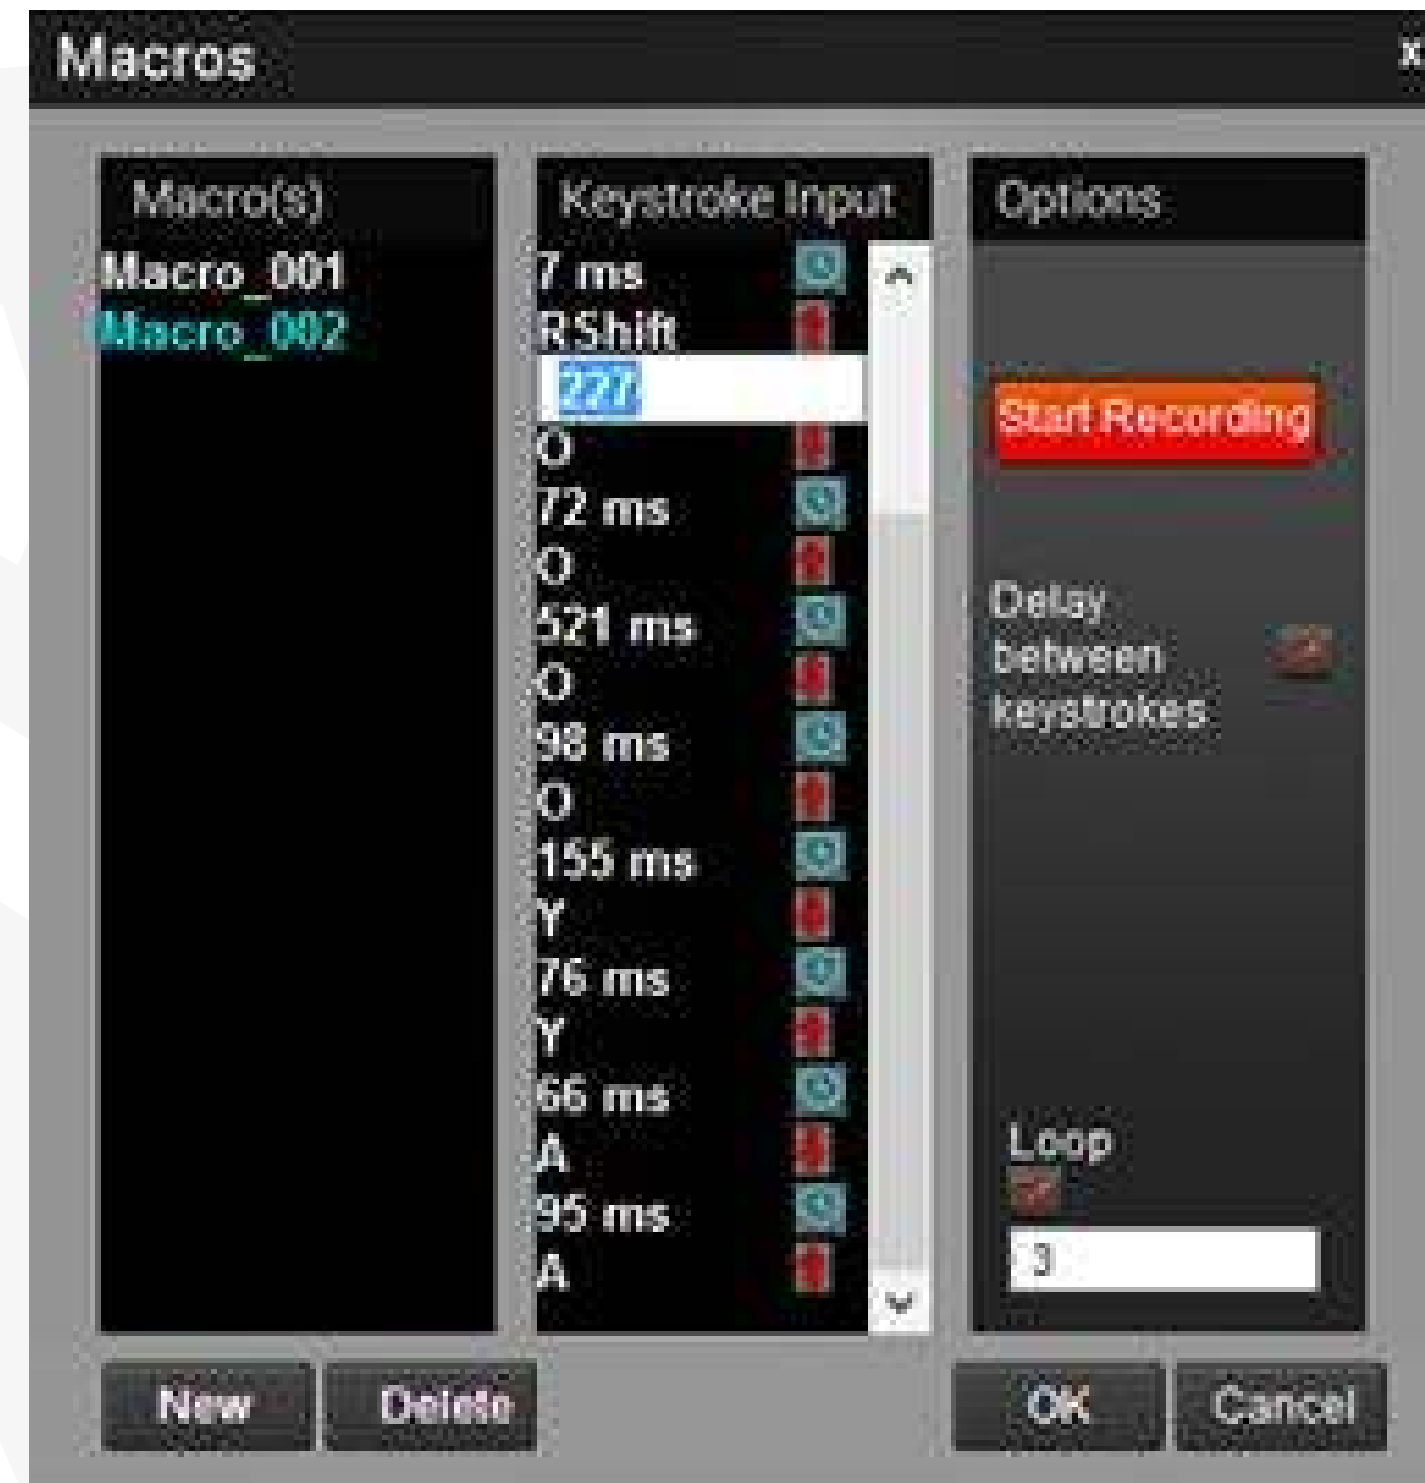 Macros
x
Macro(s)
Macro_001
Macro_002
Keystroke Input
7 ms
RShift
227
O
72 ms
O
521 ms
O
98 ms
O
155 ms
Y
76 ms
Y
66 ms
A
95 ms
A
Options
Start Recording
Delay
between
keystrokes
Loop
3
New
Delete
OK
Cancel